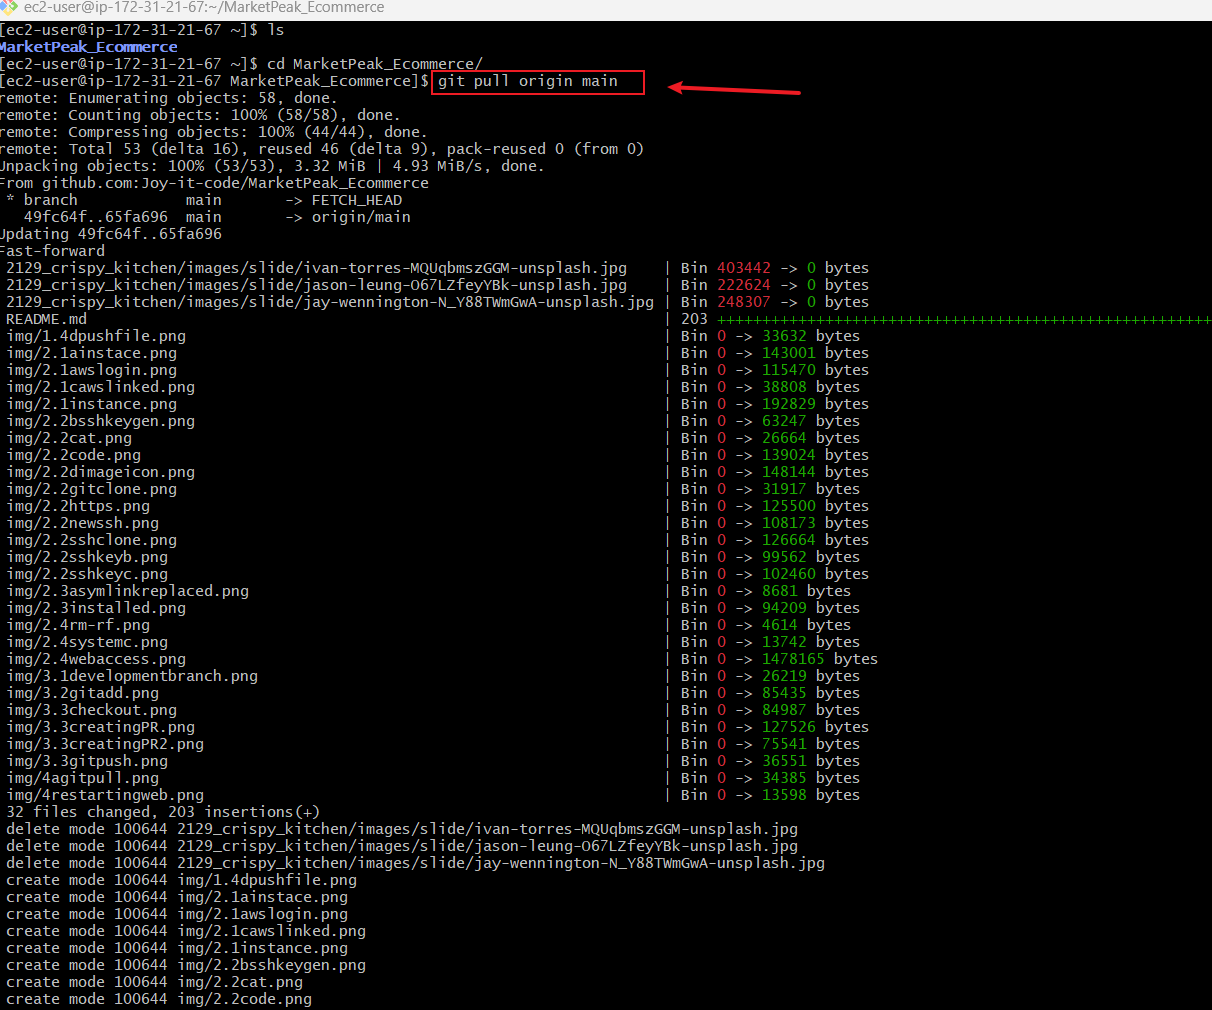 ec2-user@ip-172-31-21-67:~/MarketPeak_Ecommerce
[ec2-user@ip-172-31-21-67 ~]$ ls
MarketPeak_Ecommerce
[ec2-user@ip-172-31-21-67 ~]$ cd MarketPeak_Ecommerce/
[ec2-user@ip-172-31-21-67 MarketPeak_Ecommerce]$ git pull origin main
remote: Enumerating objects: 58, done.
remote: Counting objects: 100% (58/58), done.
remote: Compressing objects: 100% (44/44), done.
remote: Total 53 (delta 16), reused 46 (delta 9), pack-reused 0 (from 0)
Unpacking objects: 100% (53/53), 3.32 MiB | 4.93 MiB/s, done.
From github.com:Joy-it-code/MarketPeak_Ecommerce
 * branch            main       -> FETCH_HEAD
   49fc64f..65fa696  main       -> origin/main
Updating 49fc64f..65fa696
Fast-forward
 2129_crispy_kitchen/images/slide/ivan-torres-MQUqbmszGGM-unsplash.jpg    | Bin 403442 -> 0 bytes
 2129_crispy_kitchen/images/slide/jason-leung-O67LZfeyYBk-unsplash.jpg    | Bin 222624 -> 0 bytes
 2129_crispy_kitchen/images/slide/jay-wennington-N_Y88TWmGwA-unsplash.jpg | Bin 248307 -> 0 bytes
 README.md                                                                | 203 +++++++++++++++++++++++++++++++++++++++++++++++++++++++
 img/1.4dpushfile.png                                                     | Bin 0 -> 33632 bytes
 img/2.1ainstace.png                                                      | Bin 0 -> 143001 bytes
 img/2.1awslogin.png                                                      | Bin 0 -> 115470 bytes
 img/2.1cawslinked.png                                                    | Bin 0 -> 38808 bytes
 img/2.1instance.png                                                      | Bin 0 -> 192829 bytes
 img/2.2bsshkeygen.png                                                    | Bin 0 -> 63247 bytes
 img/2.2cat.png                                                           | Bin 0 -> 26664 bytes
 img/2.2code.png                                                          | Bin 0 -> 139024 bytes
 img/2.2dimageicon.png                                                    | Bin 0 -> 148144 bytes
 img/2.2gitclone.png                                                      | Bin 0 -> 31917 bytes
 img/2.2https.png                                                         | Bin 0 -> 125500 bytes
 img/2.2newssh.png                                                        | Bin 0 -> 108173 bytes
 img/2.2sshclone.png                                                      | Bin 0 -> 126664 bytes
 img/2.2sshkeyb.png                                                       | Bin 0 -> 99562 bytes
 img/2.2sshkeyc.png                                                       | Bin 0 -> 102460 bytes
 img/2.3asymlinkreplaced.png                                              | Bin 0 -> 8681 bytes
 img/2.3installed.png                                                     | Bin 0 -> 94209 bytes
 img/2.4rm-rf.png                                                         | Bin 0 -> 4614 bytes
 img/2.4systemc.png                                                       | Bin 0 -> 13742 bytes
 img/2.4webaccess.png                                                     | Bin 0 -> 1478165 bytes
 img/3.1developmentbranch.png                                             | Bin 0 -> 26219 bytes
 img/3.2gitadd.png                                                        | Bin 0 -> 85435 bytes
 img/3.3checkout.png                                                      | Bin 0 -> 84987 bytes
 img/3.3creatingPR.png                                                    | Bin 0 -> 127526 bytes
 img/3.3creatingPR2.png                                                   | Bin 0 -> 75541 bytes
 img/3.3gitpush.png                                                       | Bin 0 -> 36551 bytes
 img/4agitpull.png                                                        | Bin 0 -> 34385 bytes
 img/4restartingweb.png                                                   | Bin 0 -> 13598 bytes
 32 files changed, 203 insertions(+)
 delete mode 100644 2129_crispy_kitchen/images/slide/ivan-torres-MQUqbmszGGM-unsplash.jpg
 delete mode 100644 2129_crispy_kitchen/images/slide/jason-leung-O67LZfeyYBk-unsplash.jpg
 delete mode 100644 2129_crispy_kitchen/images/slide/jay-wennington-N_Y88TWmGwA-unsplash.jpg
 create mode 100644 img/1.4dpushfile.png
 create mode 100644 img/2.1ainstace.png
 create mode 100644 img/2.1awslogin.png
 create mode 100644 img/2.1cawslinked.png
 create mode 100644 img/2.1instance.png
 create mode 100644 img/2.2bsshkeygen.png
 create mode 100644 img/2.2cat.png
 create mode 100644 img/2.2code.png